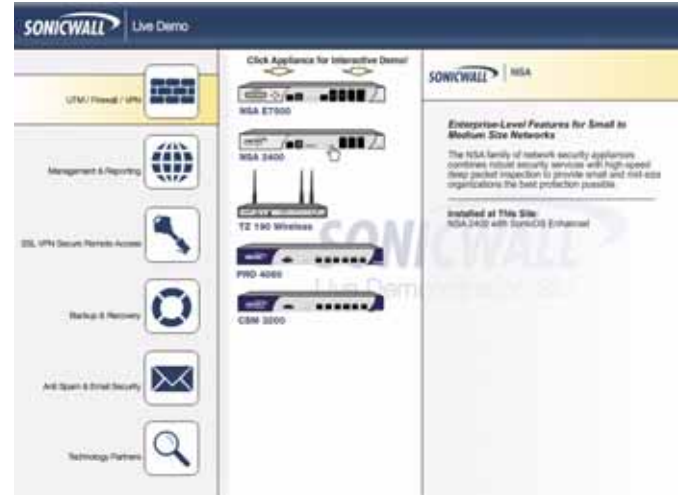 SONICWALL Live Demo
UTM / Firewall / VPN
Management & Reporting
SSL VPN Secure Remote Access
Backup & Recovery
Anti Spam & Email Security
Technology Partners
Click Appliance for Interactive Demo!
NSA E7500
NSA 2400
TZ 190 Wireless
PRO 4060
CSM 3200
SONICWALL NSA
Enterprise-Level Features for Small to
Medium Size Networks
The NSA family of network security appliances
combines robust security services with high-speed
deep packet inspection to provide small and mid-size
organizations the best protection possible.
Installed at This Site:
NSA 2400 with SonicOS Enhanced
SONICWALL
Live Demo